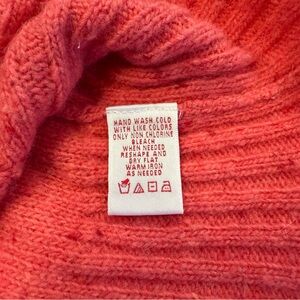 HAND WASH COLD
WITH LIKE COLORS
ONLY NON CHLORINE
BLEACH
WHEN NEEDED
RESHAPE AND
DRY FLAT
WARM IRON
AS NEEDED